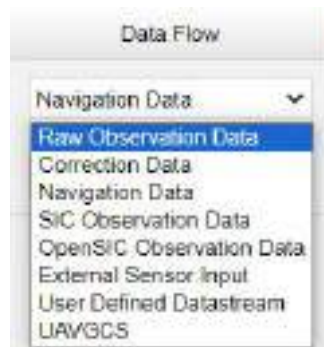 Data Flow
Navigation Data
Raw Observation Data
Correction Data
Navigation Data
SIC Observation Data
OpenSIC Observation Data
External Sensor Input
User Defined Datastream
UAVGCS